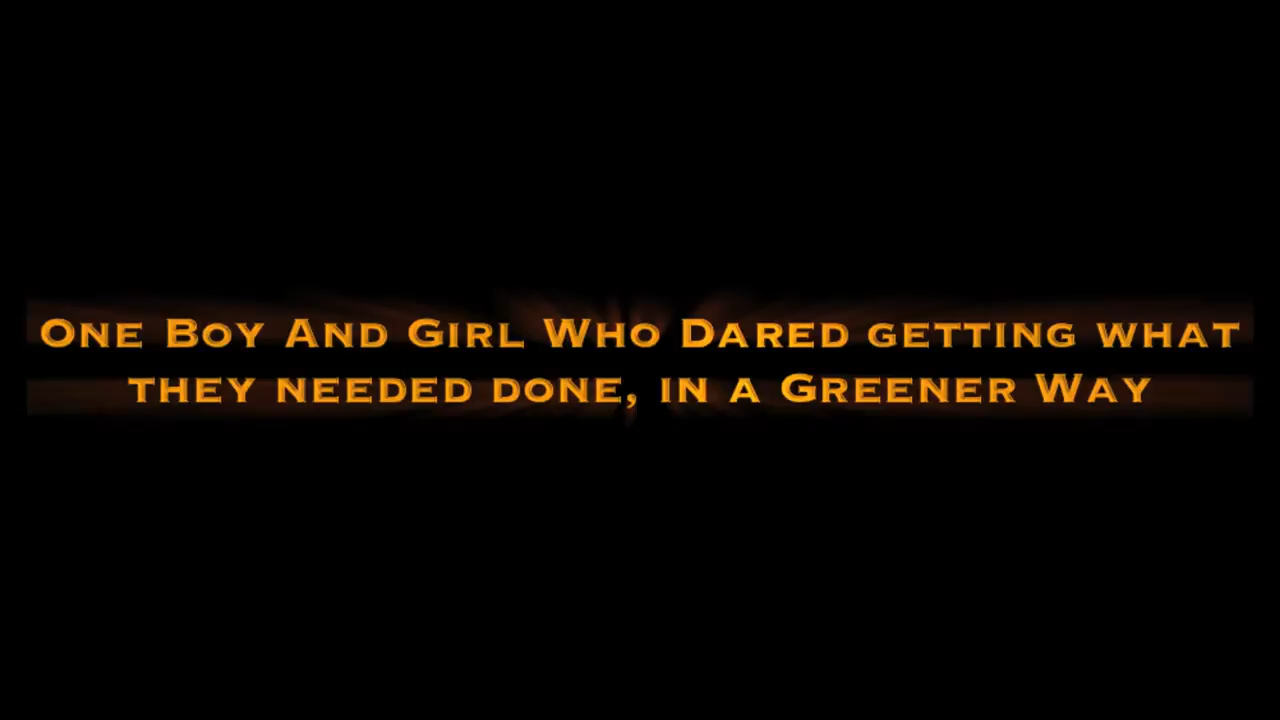 One Boy And Girl Who Dared getting what
they needed done, in a Greener Way